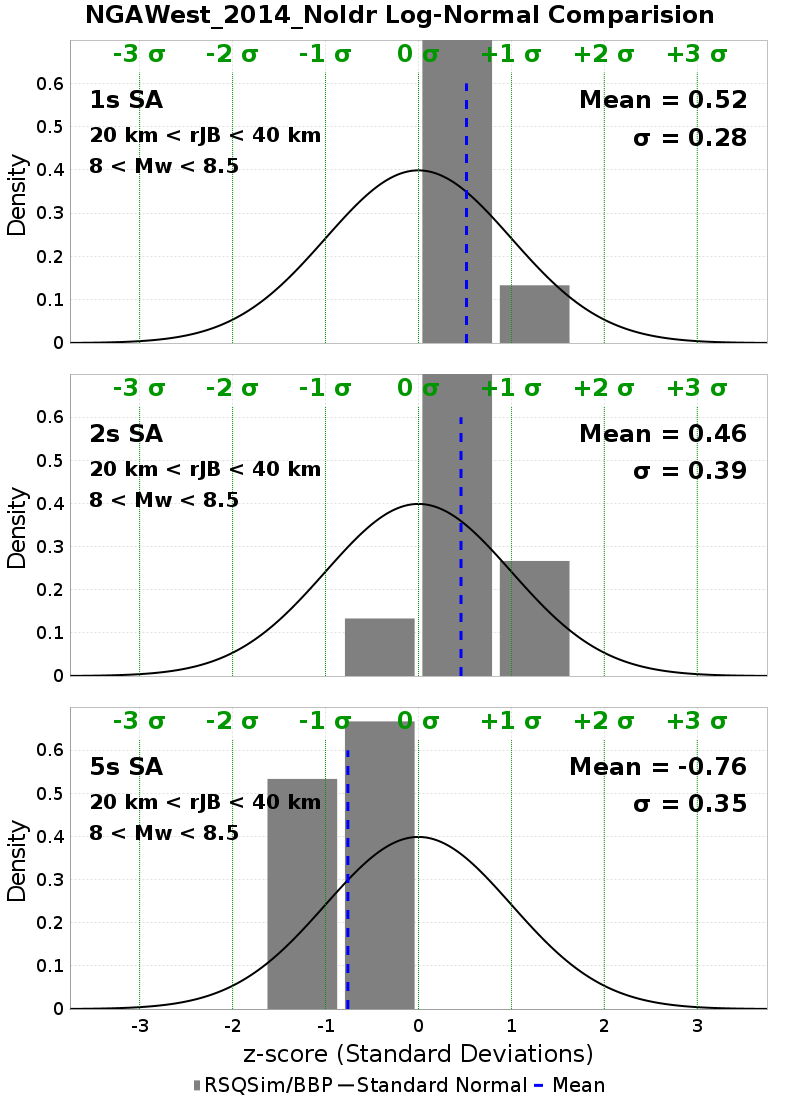 NGAWest_2014_NoIdr Log-Normal Comparision
-3 σ -2 σ -1 σ 0 σ +1 σ +2 σ +3 σ
1s SA
20 km < rJB < 40 km
8 < Mw < 8.5
Mean = 0.52
σ = 0.28
Density
0.6
0.5
0.4
0.3
0.2
0.1
0
-3 σ -2 σ -1 σ 0 σ +1 σ +2 σ +3 σ
2s SA
20 km < rJB < 40 km
8 < Mw < 8.5
Mean = 0.46
σ = 0.39
Density
0.6
0.5
0.4
0.3
0.2
0.1
0
-3 σ -2 σ -1 σ 0 σ +1 σ +2 σ +3 σ
5s SA
20 km < rJB < 40 km
8 < Mw < 8.5
Mean = -0.76
σ = 0.35
Density
0.6
0.5
0.4
0.3
0.2
0.1
0
-3 -2 -1 0 1 2 3
z-score (Standard Deviations)
RSQSim/BBP Standard Normal Mean